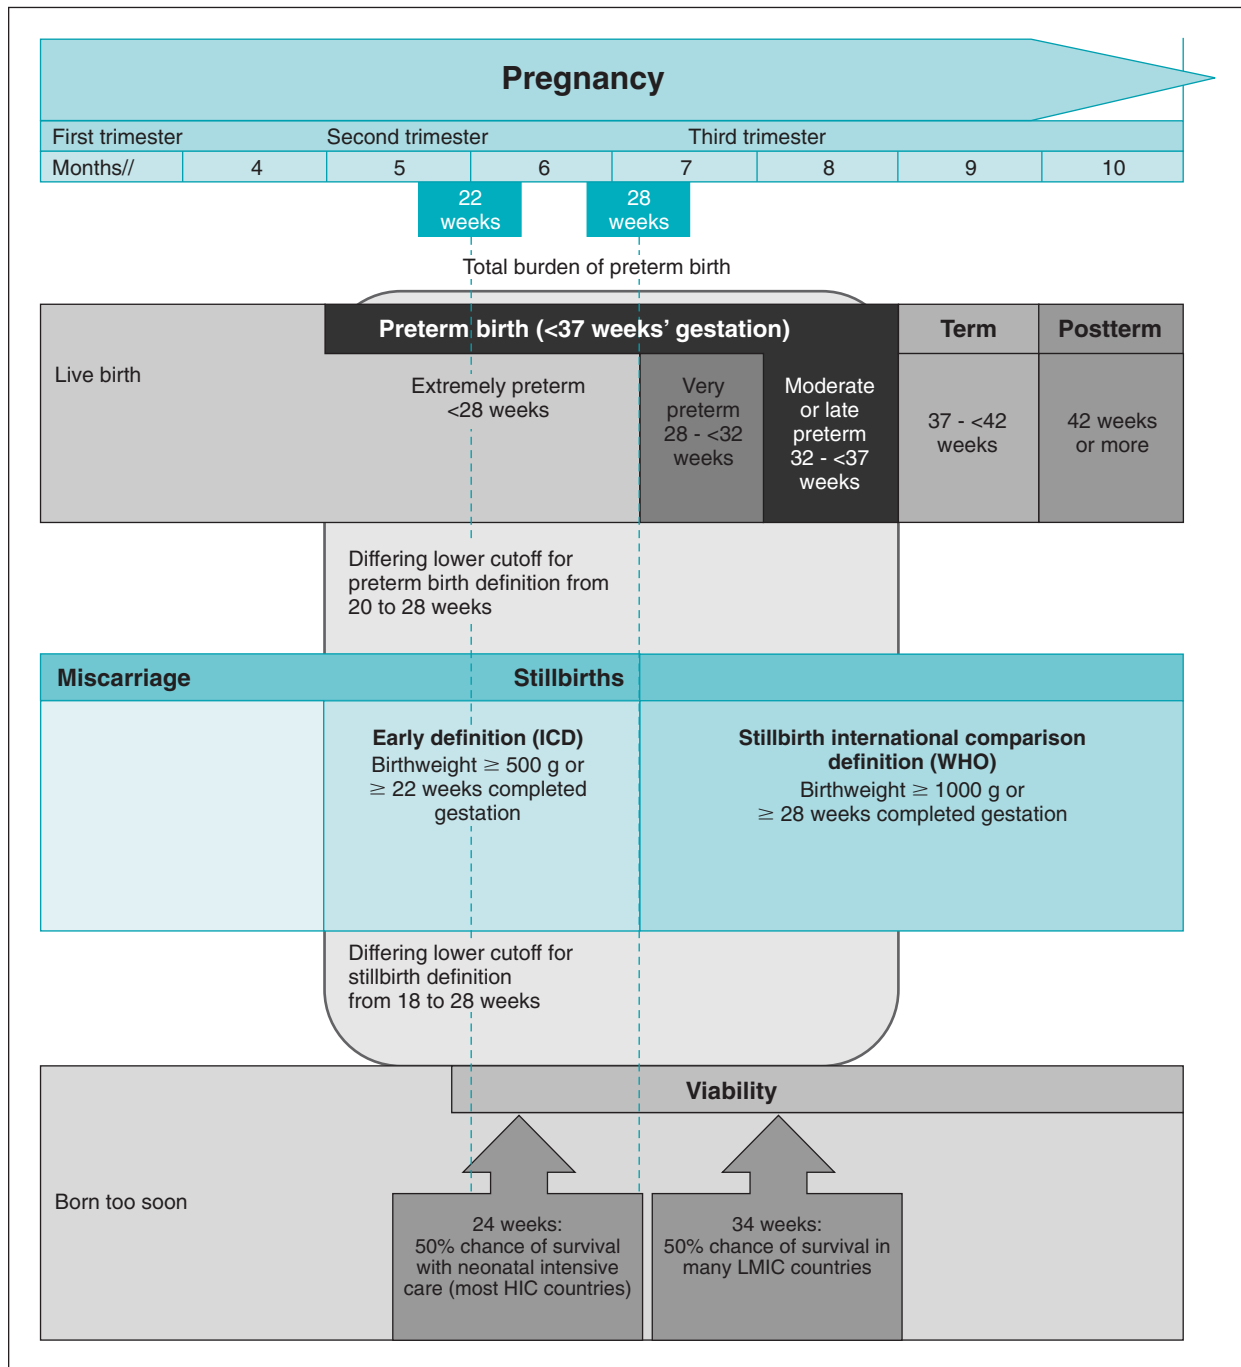 Pregnancy
First trimester Second trimester Third trimester
Months// 4 5 6 7 8 9 10
22
weeks
28
weeks
Total burden of preterm birth
Live birth
Preterm birth (<37 weeks’ gestation)
Term
Postterm
Extremely preterm
<28 weeks
Very
preterm
28 - <32
weeks
Moderate
or late
preterm
32 - <37
weeks
37 - <42
weeks
42 weeks
or more
Differing lower cutoff for
preterm birth definition from
20 to 28 weeks
Miscarriage Stillbirths
Early definition (ICD)
Birthweight ≥ 500 g or
≥ 22 weeks completed
gestation
Stillbirth international comparison
definition (WHO)
Birthweight ≥ 1000 g or
≥ 28 weeks completed gestation
Differing lower cutoff for
stillbirth definition
from 18 to 28 weeks
Viability
Born too soon
24 weeks:
50% chance of survival
with neonatal intensive
care (most HIC countries)
34 weeks:
50% chance of survival in
many LMIC countries